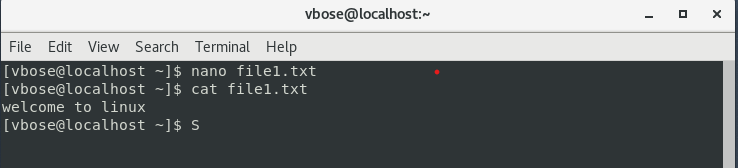 vbose@localhost:~
File Edit View Search Terminal Help
[vbose@localhost ~]$ nano file1.txt
[vbose@localhost ~]$ cat file1.txt
welcome to linux
[vbose@localhost ~]$ S